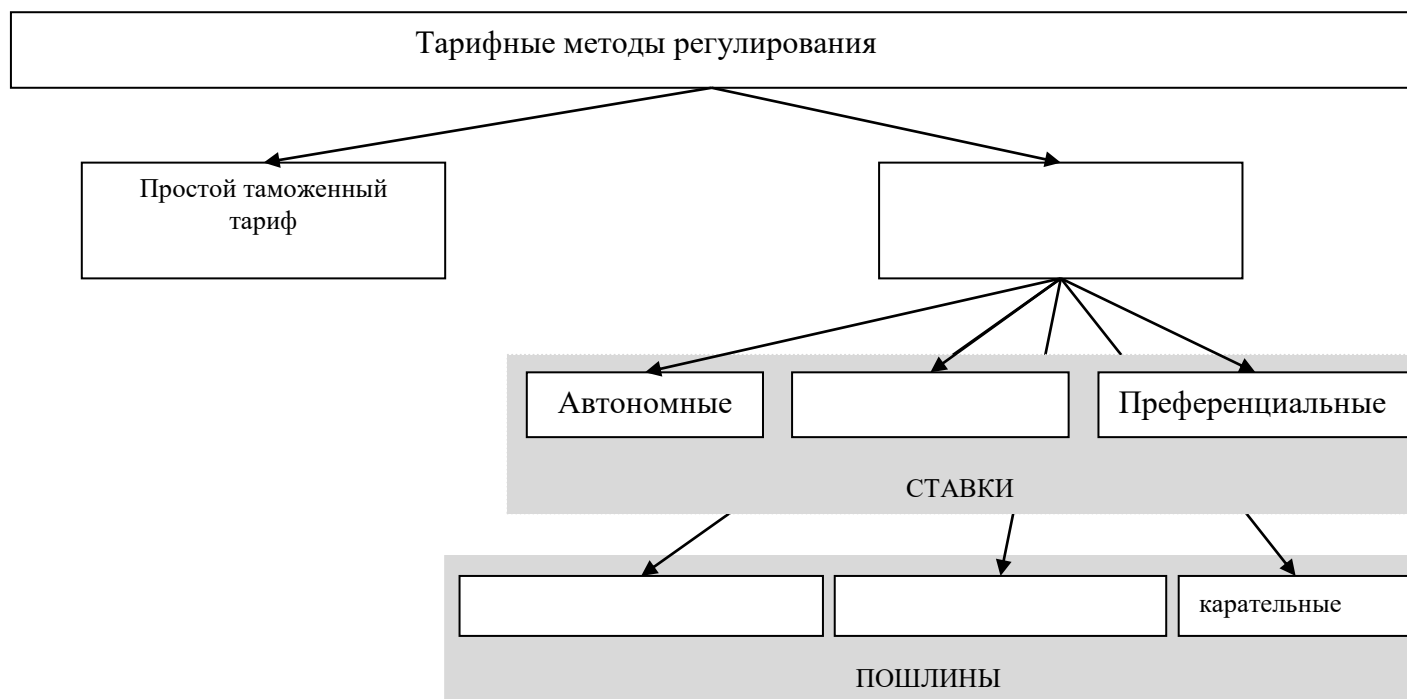 Тарифные методы регулирования
Простой таможенный
тариф
Автономные
Преференциальные
СТАВКИ
карательные
ПОШЛИНЫ